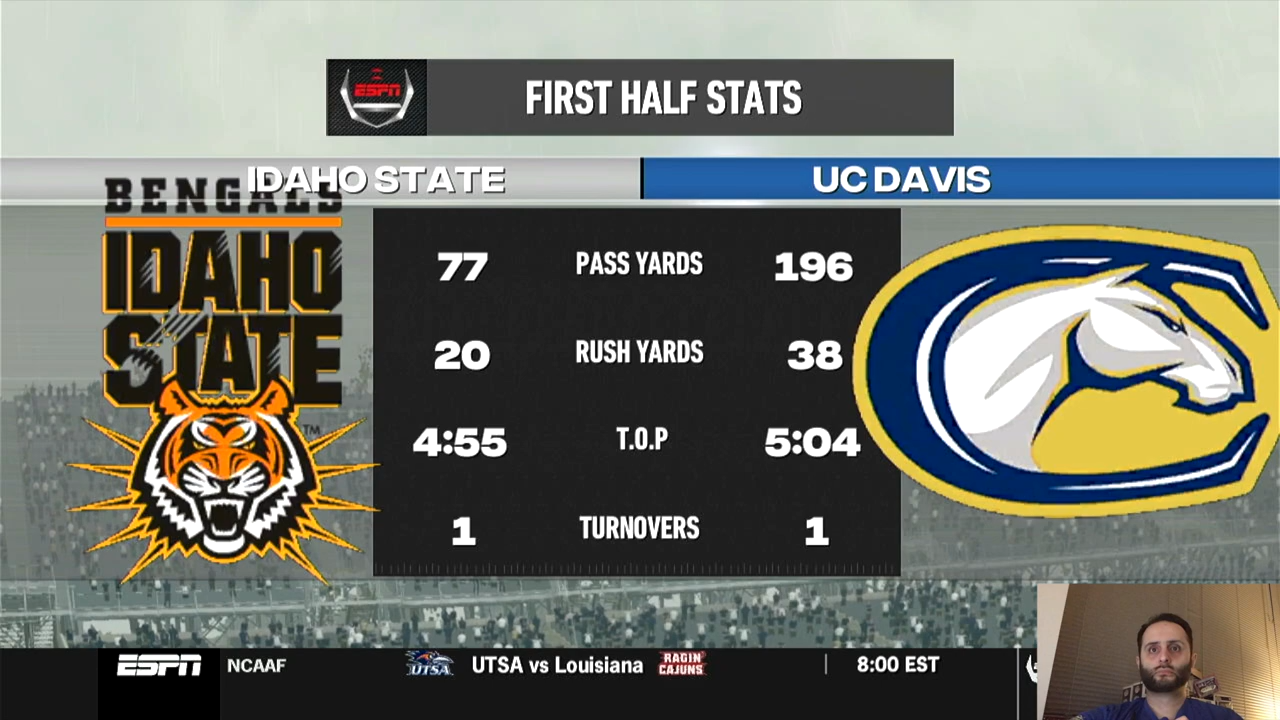 ESPN
FIRST HALF STATS
IDAHO STATE
UC DAVIS
BENGALS
IDAHO
STATE
TM
77 PASS YARDS 196
20 RUSH YARDS 38
4:55 T.O.P 5:04
1 TURNOVERS 1
ESPN NCAAF UTSA UTSA vs Louisiana RAGIN CAJUNS 8:00 EST